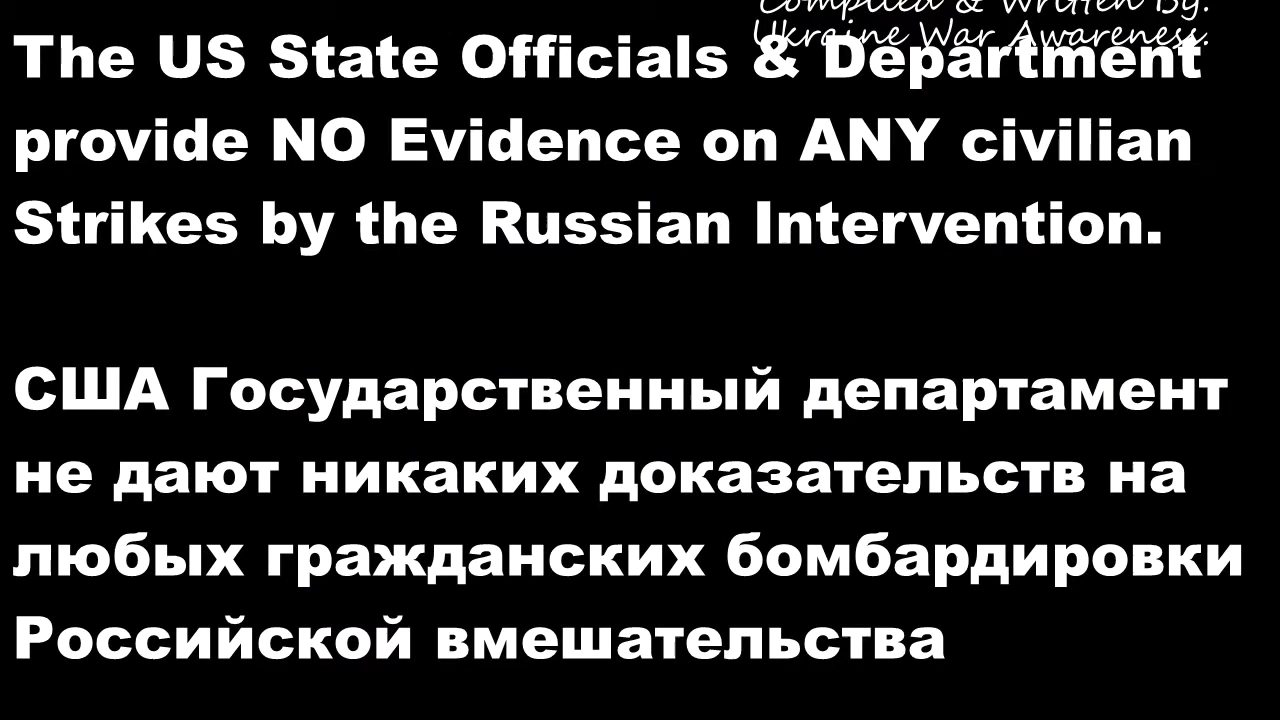 Compiled & Written By:
Ukraine War Awareness.
The US State Officials & Department
provide NO Evidence on ANY civilian
Strikes by the Russian Intervention.
США Государственный департамент
не дают никаких доказательств на
любых гражданских бомбардировки
Российской вмешательства